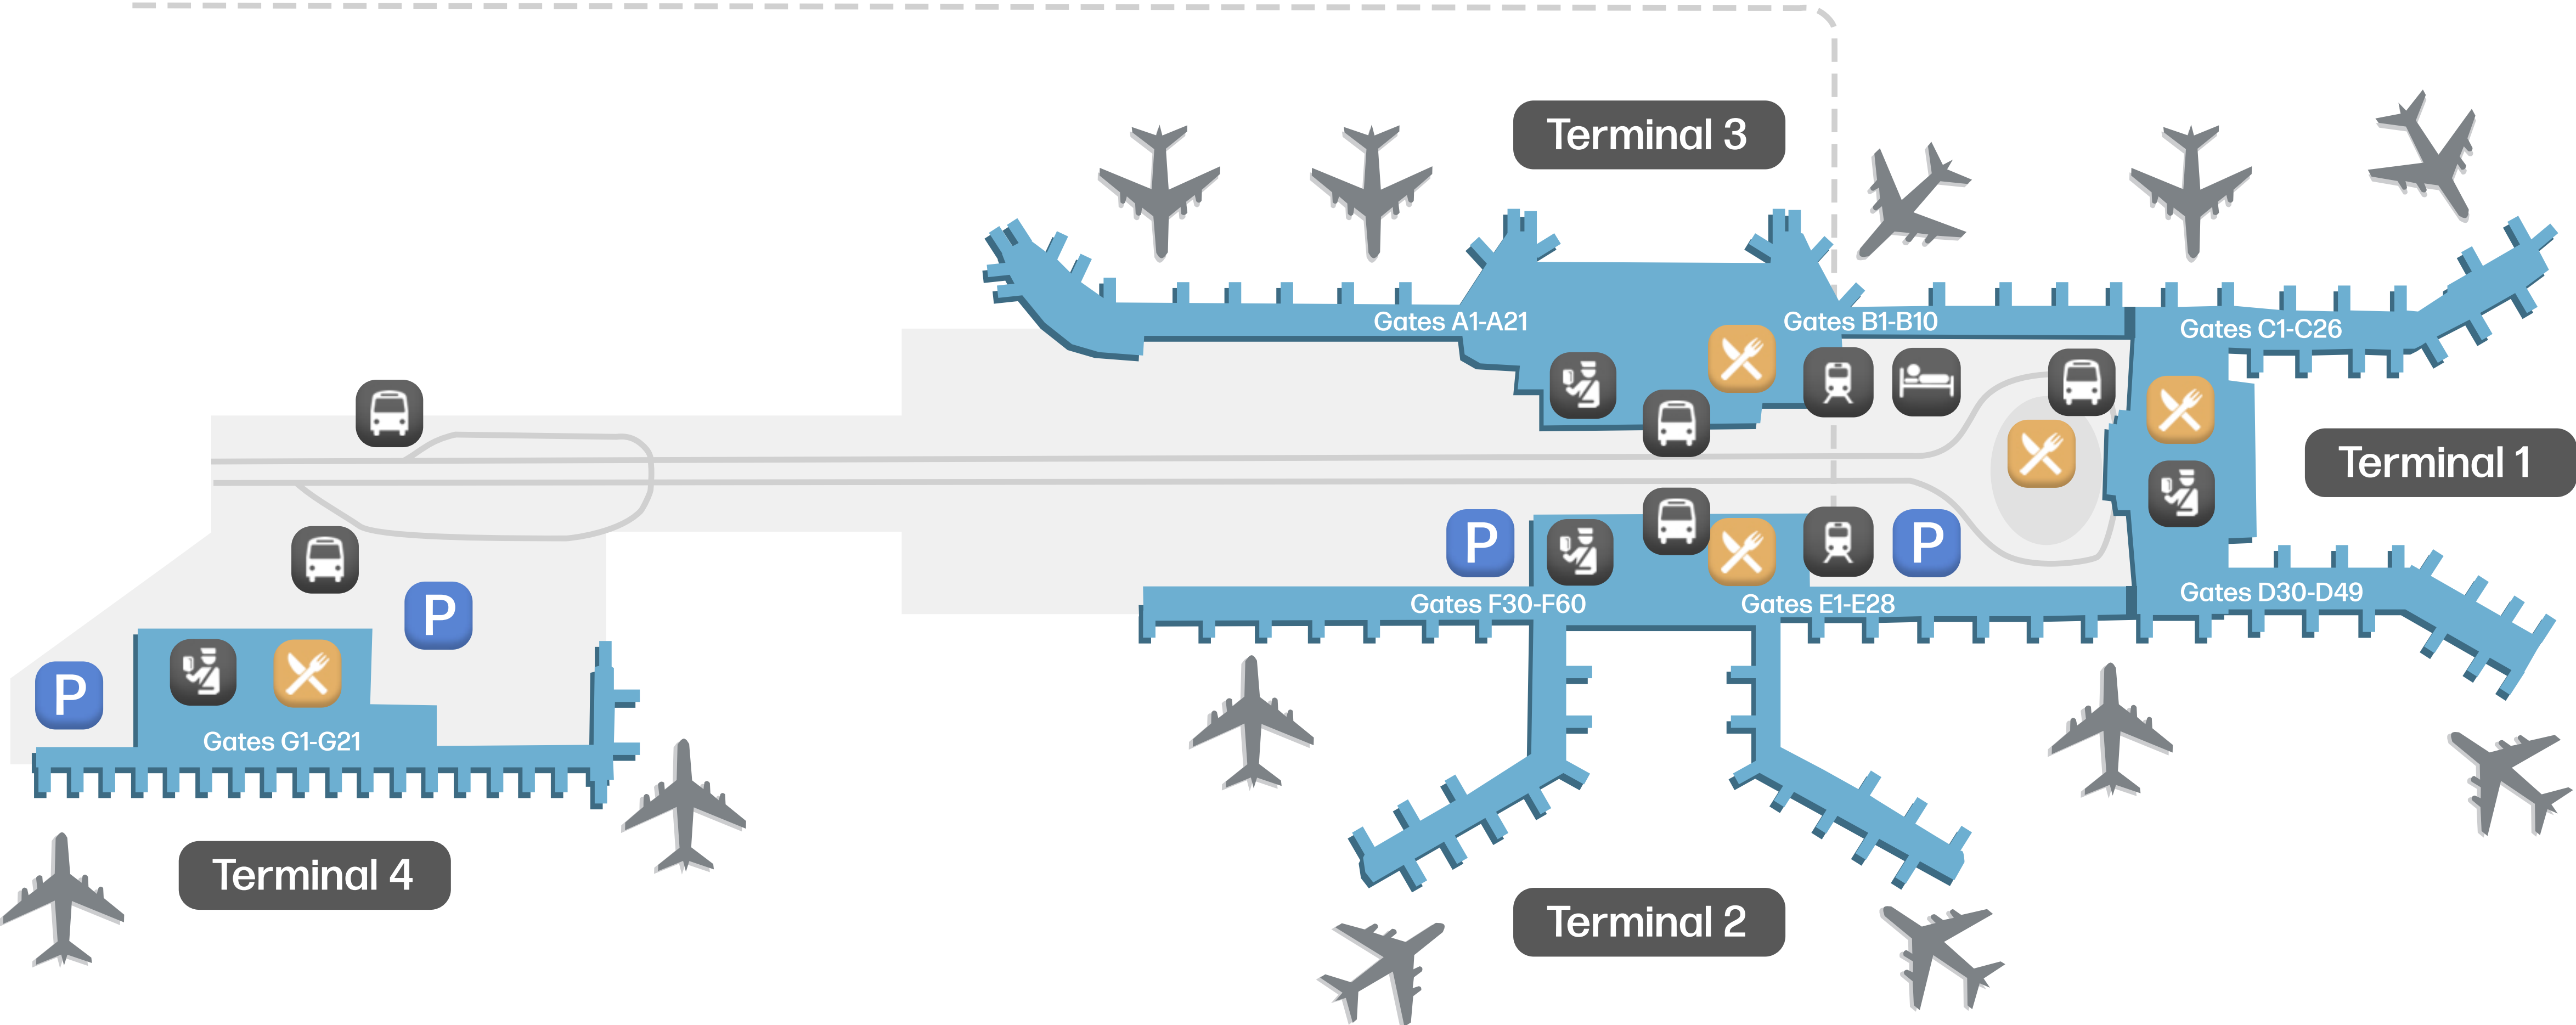 Terminal 3
Gates A1-A21
Gates B1-B10
Gates C1-C26
Terminal 1
P
P
P
P
Gates F30-F60
Gates E1-E28
Gates D30-D49
Gates G1-G21
Terminal 4
Terminal 2